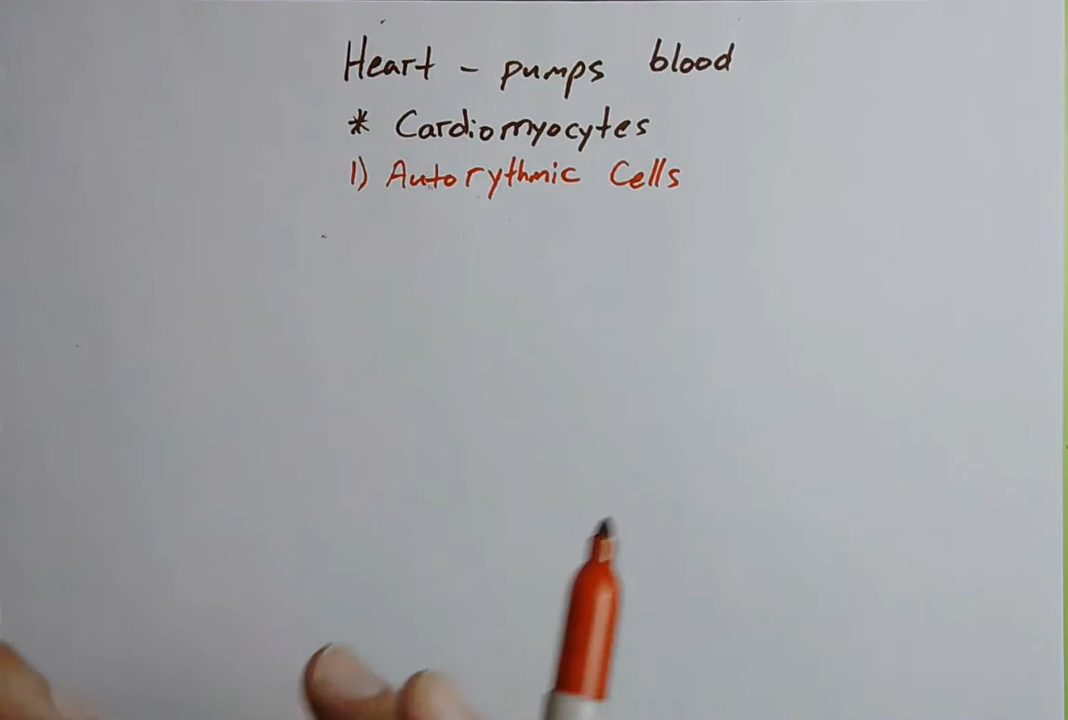 Heart - pumps blood
* Cardiomyocytes
1) Autorythmic Cells